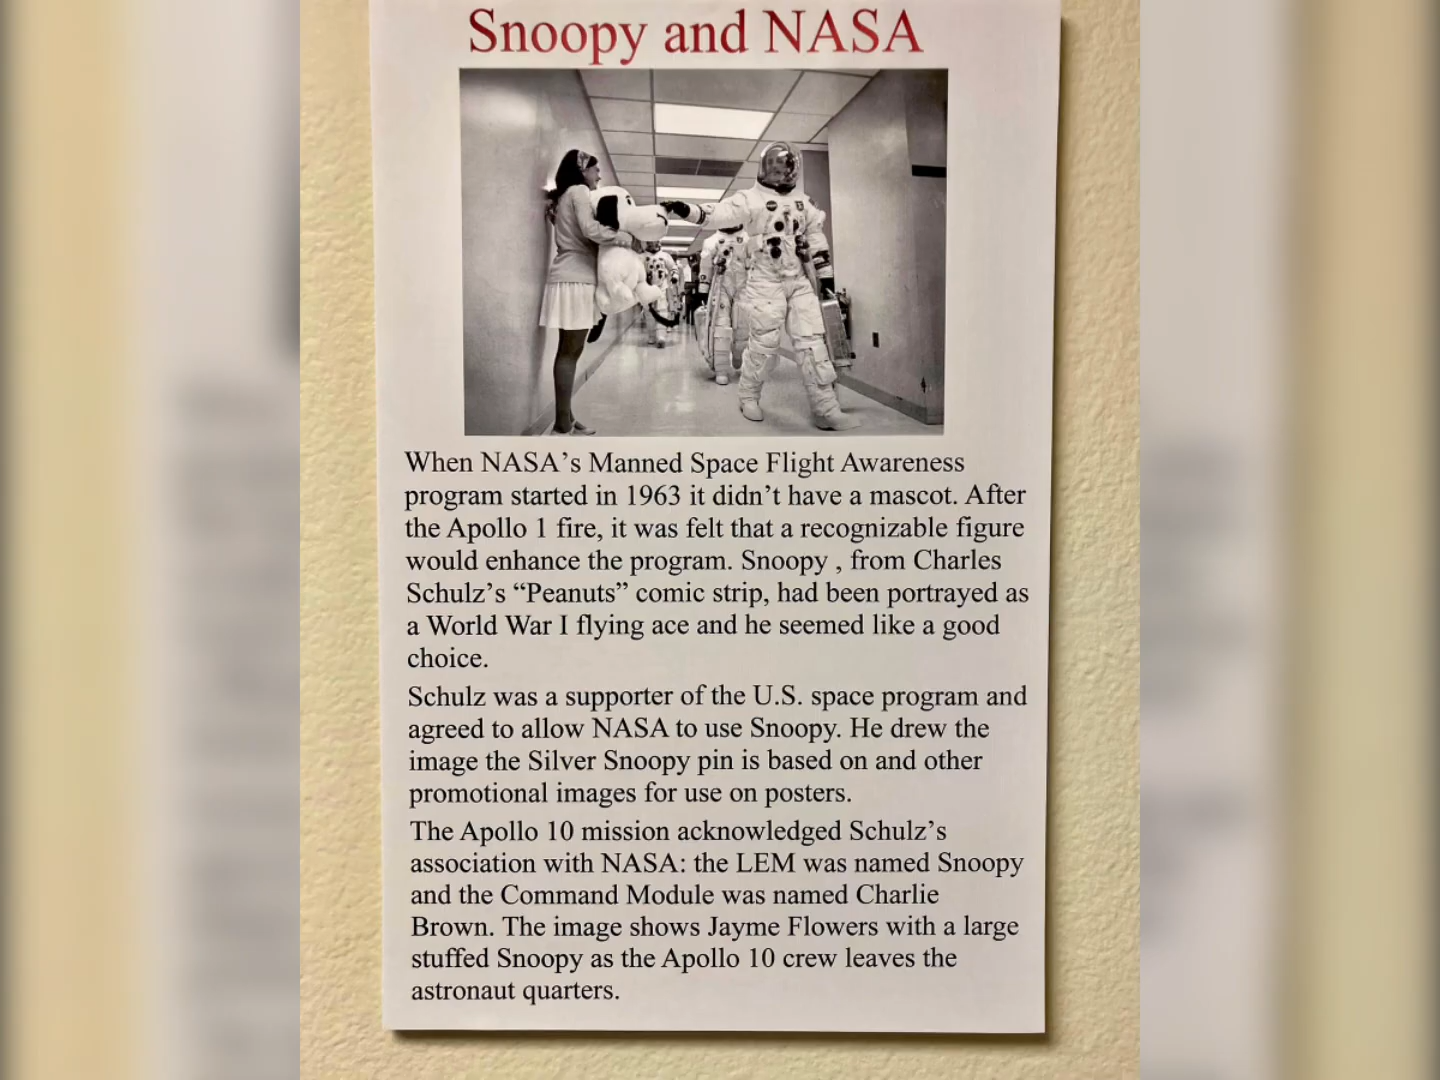 Snoopy and NASA
When NASA's Manned Space Flight Awareness
program started in 1963 it didn't have a mascot. After
the Apollo 1 fire, it was felt that a recognizable figure
would enhance the program. Snoopy , from Charles
Schulz's “Peanuts” comic strip, had been portrayed as
a World War I flying ace and he seemed like a good
choice.
Schulz was a supporter of the U.S. space program and
agreed to allow NASA to use Snoopy. He drew the
image the Silver Snoopy pin is based on and other
promotional images for use on posters.
The Apollo 10 mission acknowledged Schulz's
association with NASA: the LEM was named Snoopy
and the Command Module was named Charlie
Brown. The image shows Jayme Flowers with a large
stuffed Snoopy as the Apollo 10 crew leaves the
astronaut quarters.